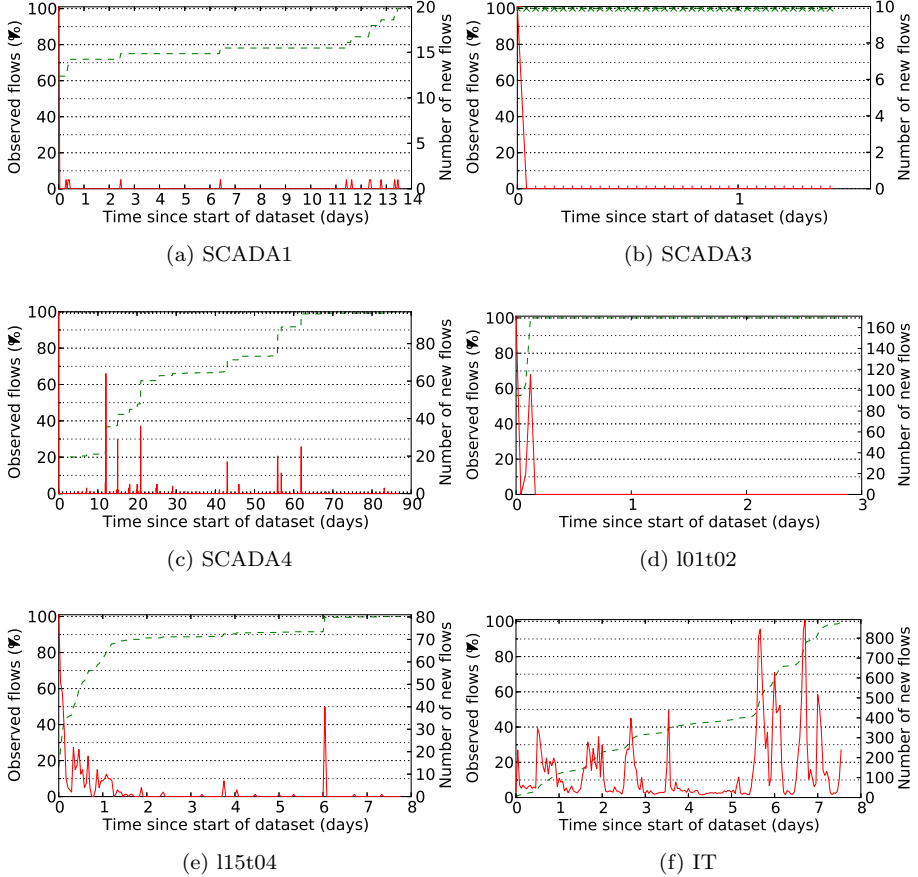 100
80
60
40
20
0
Observed flows (%)
20
15
10
5
0
Number of new flows
0 1 2 3 4 5 6 7 8 9 10 11 12 13 14
Time since start of dataset (days)
(a) SCADA1
100
80
60
40
20
0
Observed flows (%)
10
8
6
4
2
0
Number of new flows
0 1
Time since start of dataset (days)
(b) SCADA3
100
80
60
40
20
0
Observed flows (%)
80
60
40
20
0
Number of new flows
0 10 20 30 40 50 60 70 80 90
Time since start of dataset (days)
(c) SCADA4
100
80
60
40
20
0
Observed flows (%)
160
140
120
100
80
60
40
20
0
Number of new flows
0 1 2 3
Time since start of dataset (days)
(d) l01t02
100
80
60
40
20
0
Observed flows (%)
80
70
60
50
40
30
20
10
0
Number of new flows
0 1 2 3 4 5 6 7 8
Time since start of dataset (days)
(e) l15t04
100
80
60
40
20
0
Observed flows (%)
800
700
600
500
400
300
200
100
0
Number of new flows
0 1 2 3 4 5 6 7 8
Time since start of dataset (days)
(f) IT